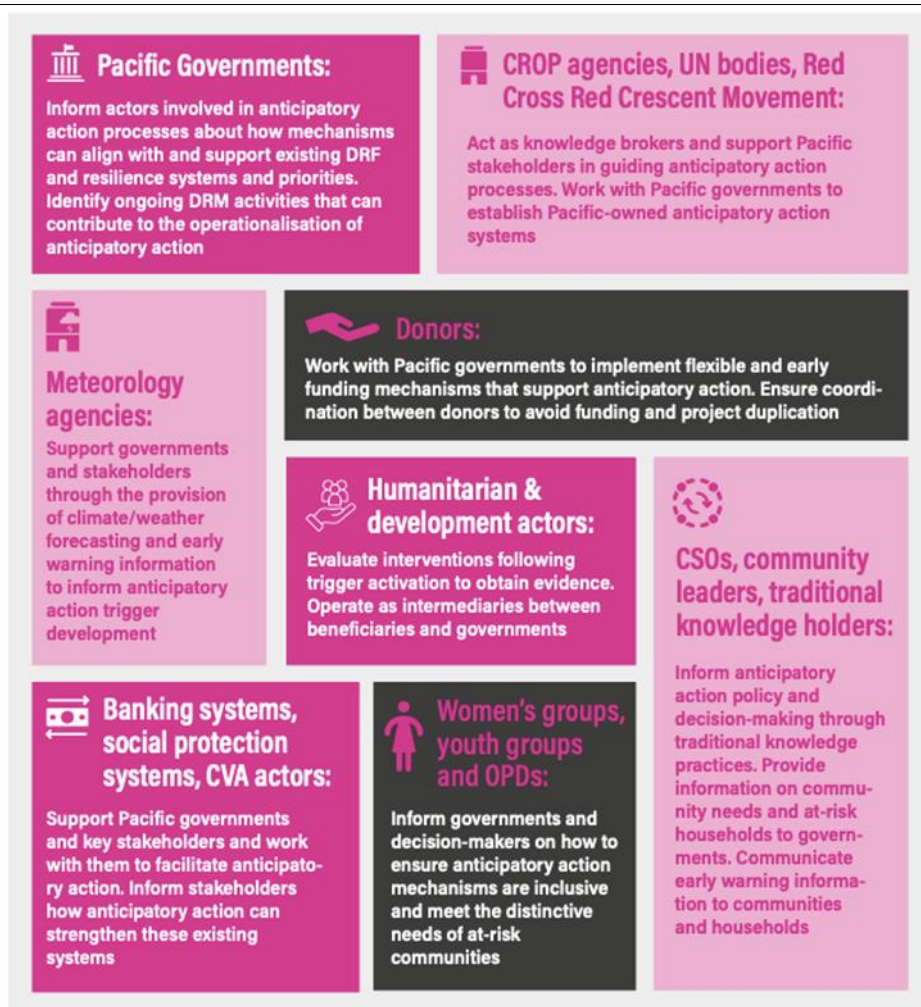 Pacific Governments:
Inform actors involved in anticipatory
action processes about how mechanisms
can align with and support existing DRF
and resilience systems and priorities.
Identify ongoing DRM activities that can
contribute to the operationalisation of
anticipatory action
CROP agencies, UN bodies, Red
Cross Red Crescent Movement:
Act as knowledge brokers and support Pacific
stakeholders in guiding anticipatory action
processes. Work with Pacific governments to
establish Pacific-owned anticipatory action
systems
Meteorology
agencies:
Support governments
and stakeholders
through the provision
of climate/weather
forecasting and early
warning information
to inform anticipatory
action trigger
development
Donors:
Work with Pacific governments to implement flexible and early
funding mechanisms that support anticipatory action. Ensure coordi-
nation between donors to avoid funding and project duplication
Humanitarian &
development actors:
Evaluate interventions following
trigger activation to obtain evidence.
Operate as intermediaries between
beneficiaries and governments
CSOs, community
leaders, traditional
knowledge holders:
Inform anticipatory
action policy and
decision-making through
traditional knowledge
practices. Provide
information on commu-
nity needs and at-risk
households to govern-
ments. Communicate
early warning informa-
tion to communities
and households
Banking systems,
social protection
systems, CVA actors:
Support Pacific governments
and key stakeholders and work
with them to facilitate anticipato-
ry action. Inform stakeholders
how anticipatory action can
strengthen these existing
systems
Women's groups,
youth groups
and OPDs:
Inform governments and
decision-makers on how to
ensure anticipatory action
mechanisms are inclusive
and meet the distinctive
needs of at-risk
communities